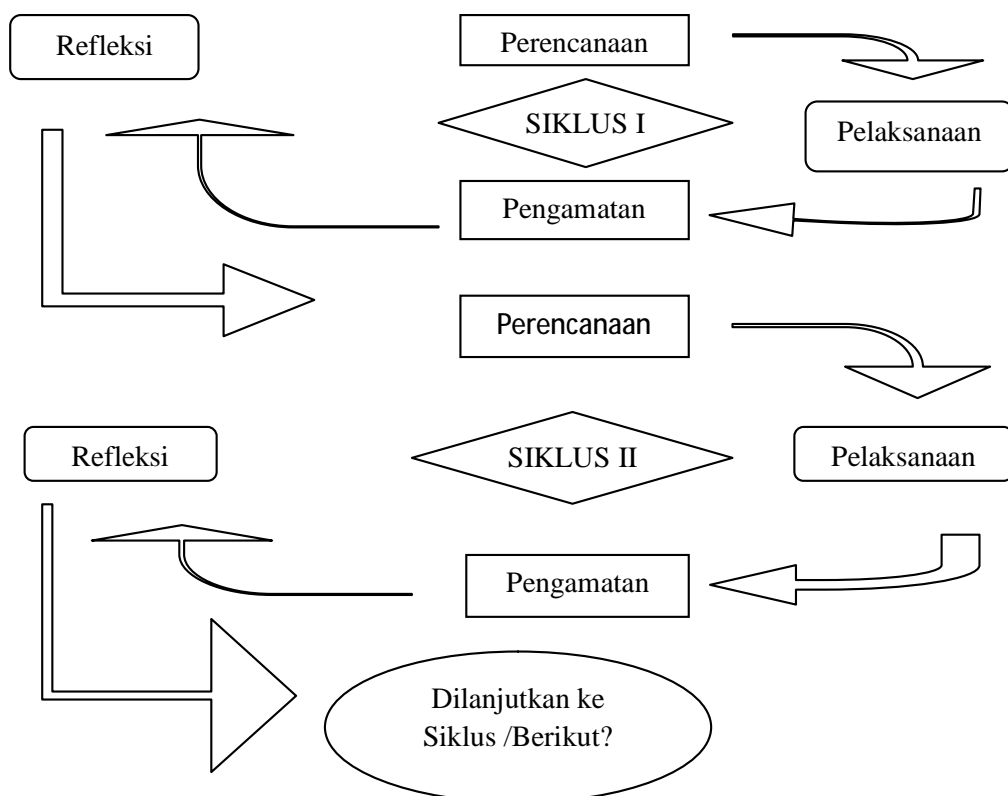 Refleksi
Perencanaan
SIKLUS I
Pelaksanaan
Pengamatan
Perencanaan
Refleksi
SIKLUS II
Pelaksanaan
Pengamatan
Dilanjutkan ke
Siklus /Berikut?